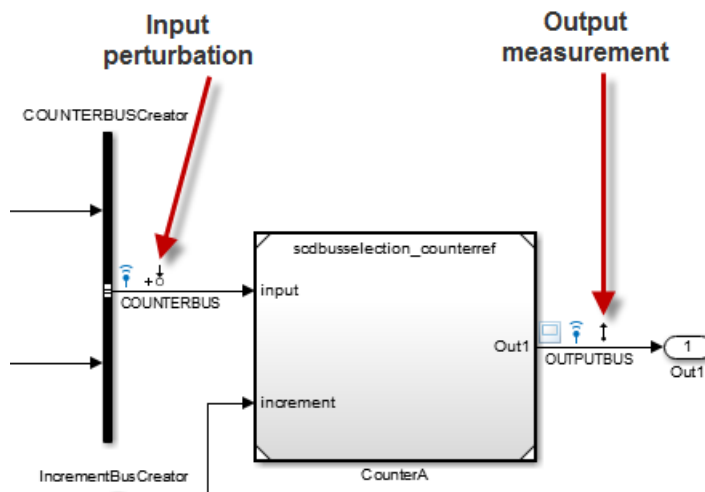 Input
perturbation
Output
measurement
COUNTERBUSCreator
scdbusselection_counterref
COUNTERBUS
input
Out1
OUTPUTBUS
1
Out1
increment
IncrementBusCreator
CounterA